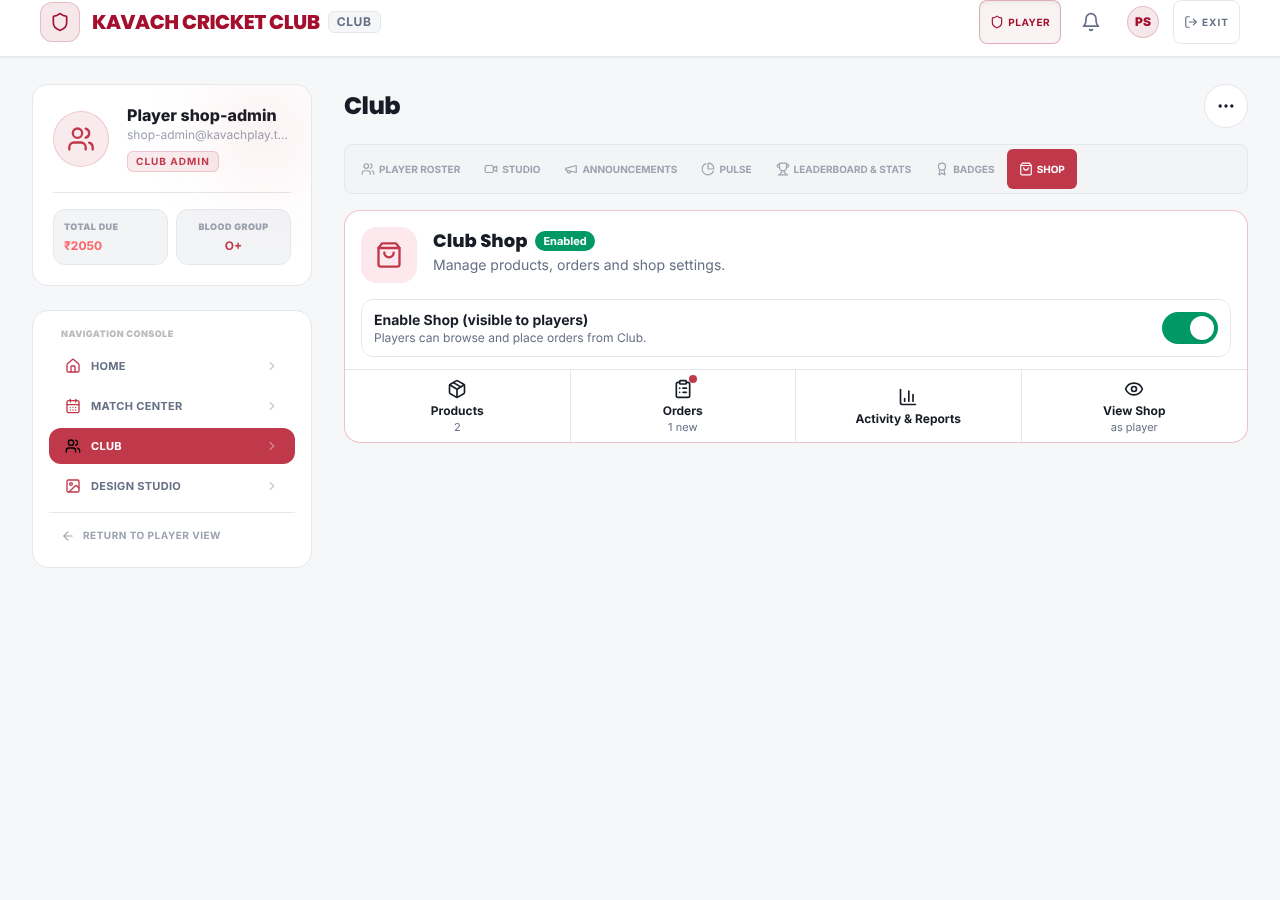 KAVACH CRICKET CLUB CLUB
PLAYER
PS
EXIT
Player shop-admin
shop-admin@kavachplay.t...
CLUB ADMIN
TOTAL DUE
₹2050
BLOOD GROUP
O+
NAVIGATION CONSOLE
HOME
MATCH CENTER
CLUB
DESIGN STUDIO
RETURN TO PLAYER VIEW
Club
PLAYER ROSTER
STUDIO
ANNOUNCEMENTS
PULSE
LEADERBOARD & STATS
BADGES
SHOP
Club Shop Enabled
Manage products, orders and shop settings.
Enable Shop (visible to players)
Players can browse and place orders from Club.
Products
2
Orders
1 new
Activity & Reports
View Shop
as player